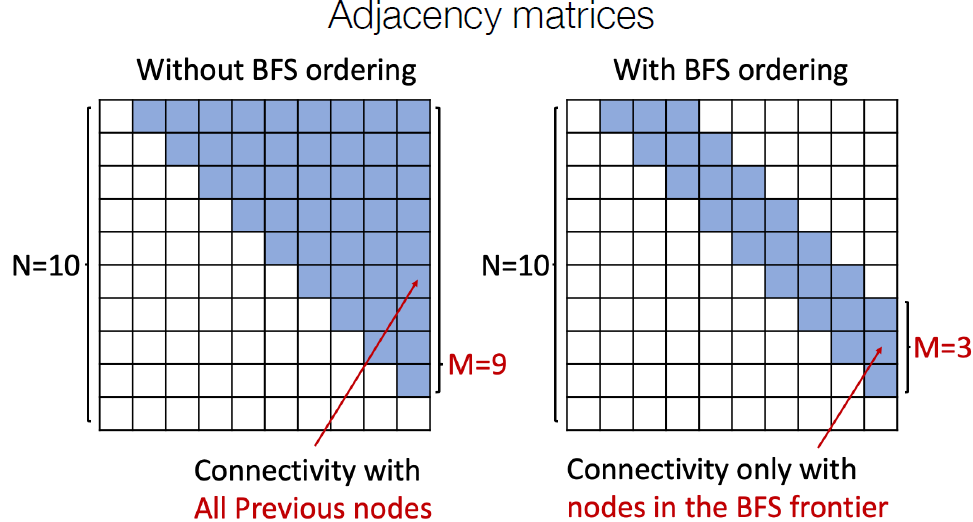 Adjacency matrices
Without BFS ordering
With BFS ordering
N=10
M=9
N=10
M=3
Connectivity with
All Previous nodes
Connectivity only with
nodes in the BFS frontier